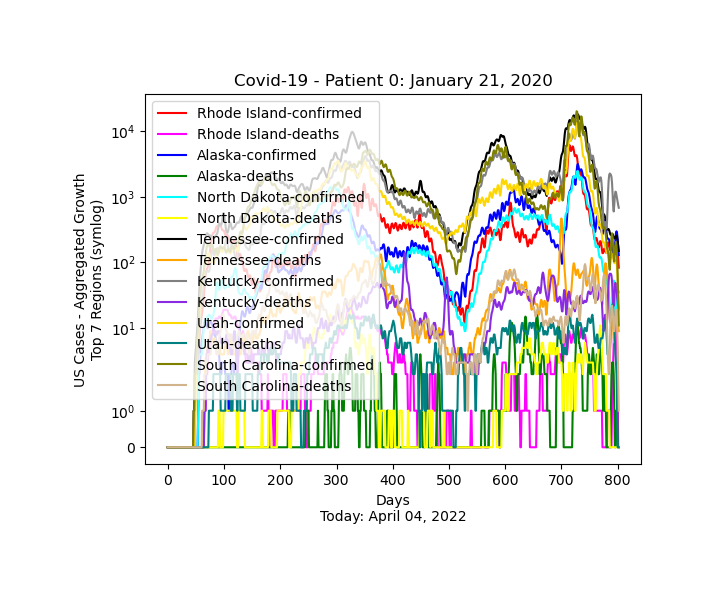 Covid-19 - Patient 0: January 21, 2020
US Cases - Aggregated Growth
Top 7 Regions (symlog)
10^4
10^3
10^2
10^1
10^0
0
Rhode Island-confirmed
Rhode Island-deaths
Alaska-confirmed
Alaska-deaths
North Dakota-confirmed
North Dakota-deaths
Tennessee-confirmed
Tennessee-deaths
Kentucky-confirmed
Kentucky-deaths
Utah-confirmed
Utah-deaths
South Carolina-confirmed
South Carolina-deaths
0 100 200 300 400 500 600 700 800
Days
Today: April 04, 2022